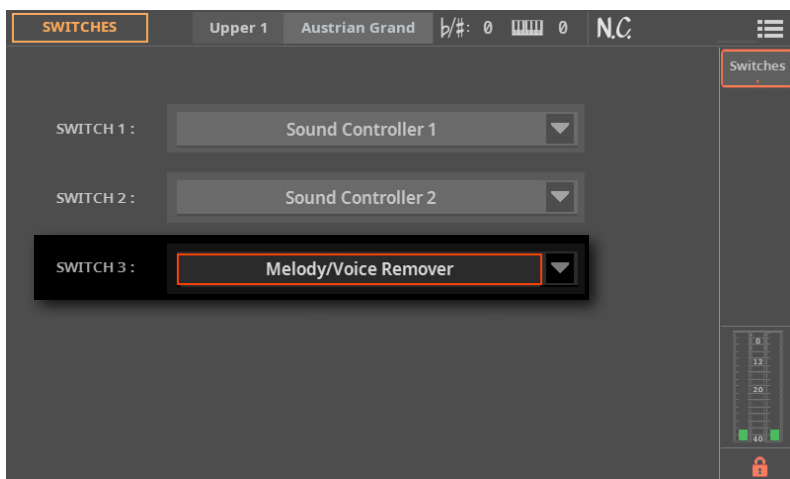 SWITCHES Upper 1 Austrian Grand ♭/♯: 0 0 N.C.
Switches
SWITCH 1 : Sound Controller 1
SWITCH 2 : Sound Controller 2
SWITCH 3 : Melody/Voice Remover
0
12
20
40